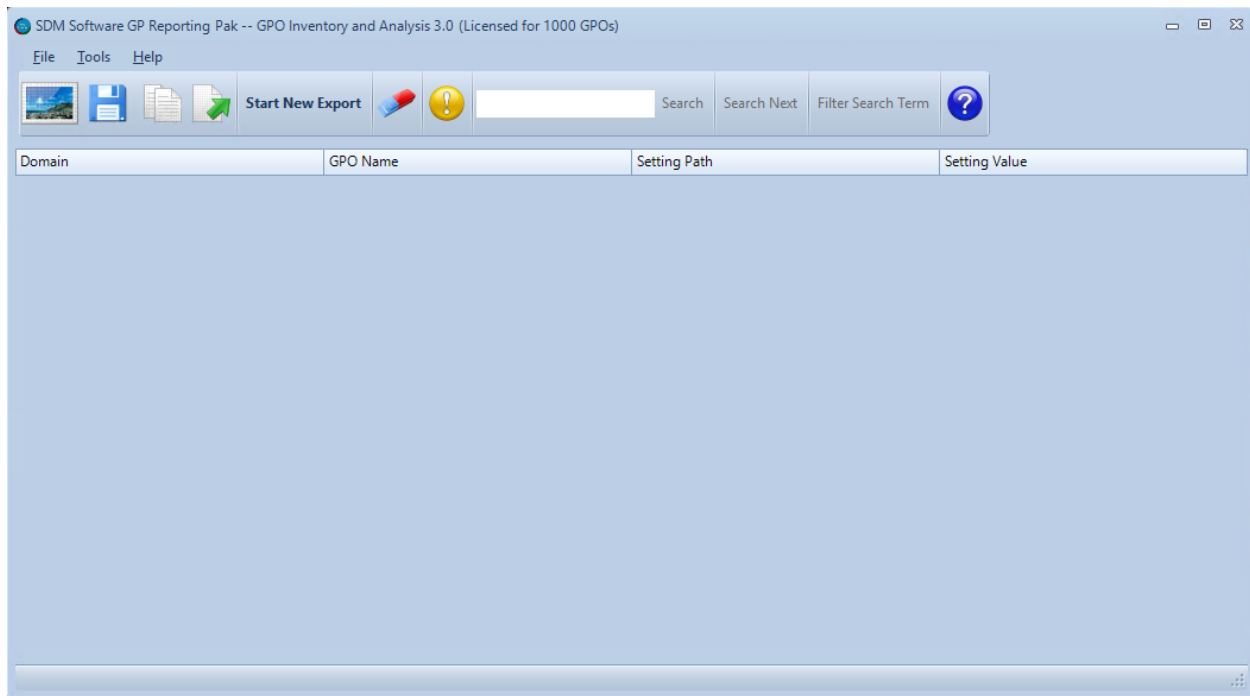 SDM Software GP Reporting Pak -- GPO Inventory and Analysis 3.0 (Licensed for 1000 GPOs)
File Tools Help
Start New Export ! Search Search Next Filter Search Term ?
Domain GPO Name Setting Path Setting Value